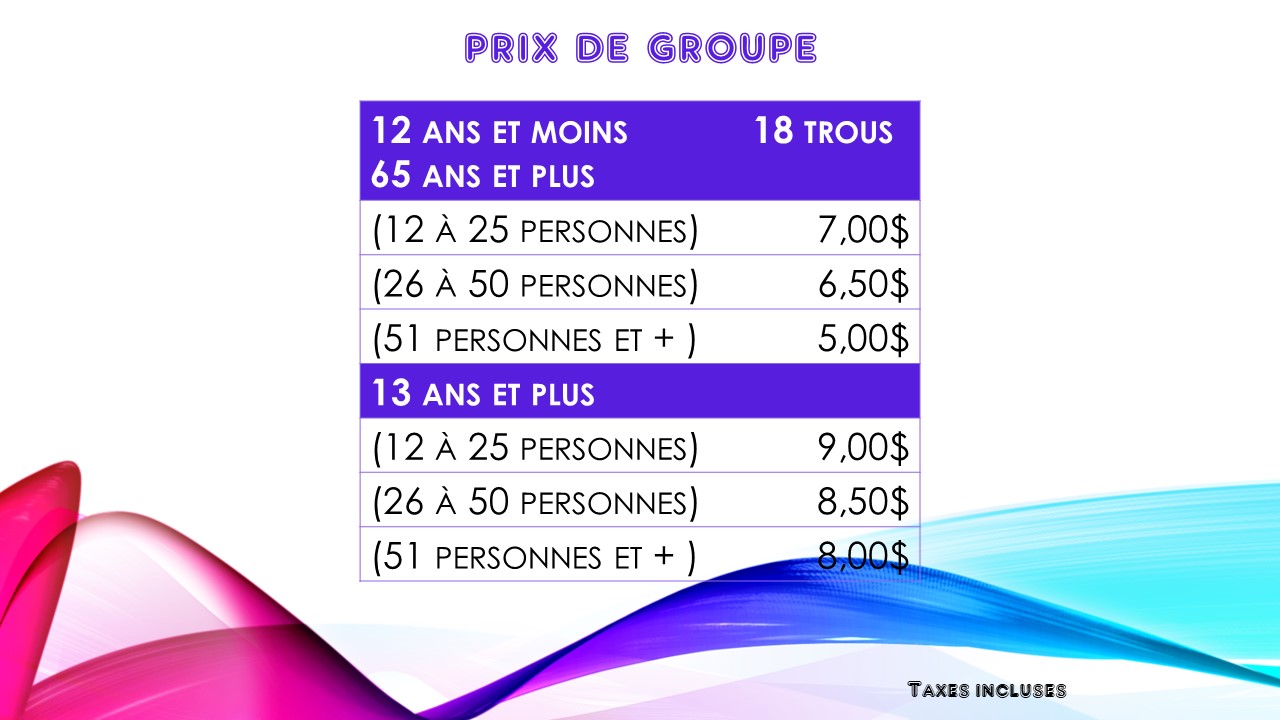 PRIX DE GROUPE
12 ANS ET MOINS 18 TROUS
65 ANS ET PLUS
(12 À 25 PERSONNES) 7,00$
(26 À 50 PERSONNES) 6,50$
(51 PERSONNES ET + ) 5,00$
13 ANS ET PLUS
(12 À 25 PERSONNES) 9,00$
(26 À 50 PERSONNES) 8,50$
(51 PERSONNES ET + ) 8,00$
TAXES INCLUSES